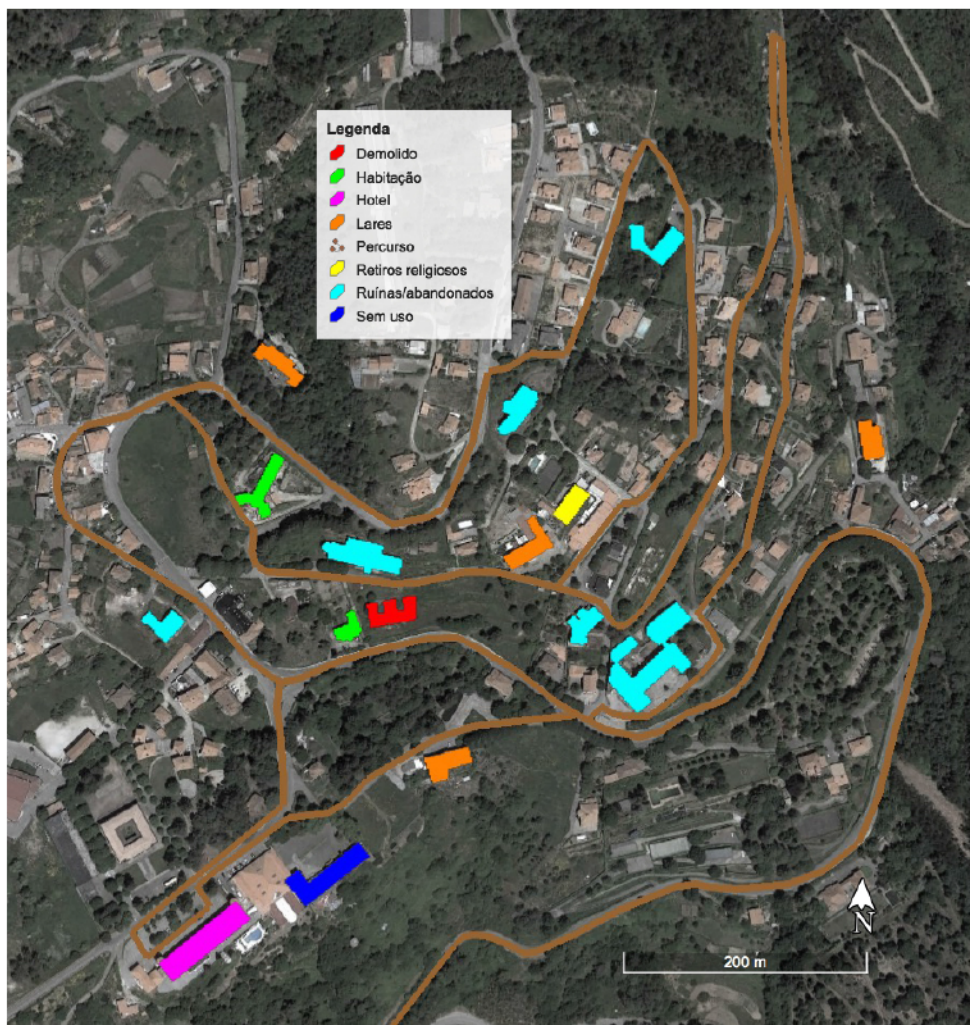 Legenda
Demolido
Habitação
Hotel
Lares
Percurso
Retiros religiosos
Ruínas/abandonados
Sem uso
N
200 m